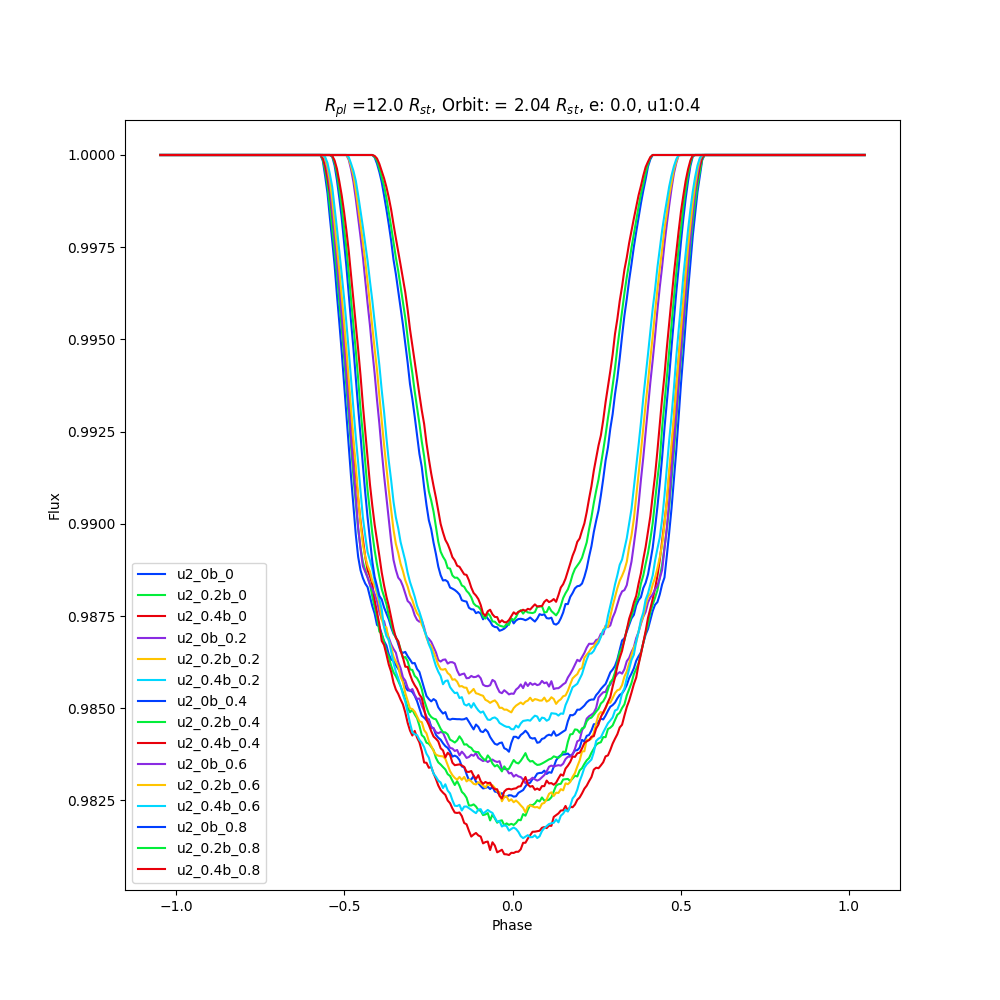 R_pl =12.0 R_st, Orbit: = 2.04 R_st, e: 0.0, u1:0.4
Flux
1.0000
0.9975
0.9950
0.9925
0.9900
0.9875
0.9850
0.9825
u2_0b_0
u2_0.2b_0
u2_0.4b_0
u2_0b_0.2
u2_0.2b_0.2
u2_0.4b_0.2
u2_0b_0.4
u2_0.2b_0.4
u2_0.4b_0.4
u2_0b_0.6
u2_0.2b_0.6
u2_0.4b_0.6
u2_0b_0.8
u2_0.2b_0.8
u2_0.4b_0.8
−1.0 −0.5 0.0 0.5 1.0
Phase